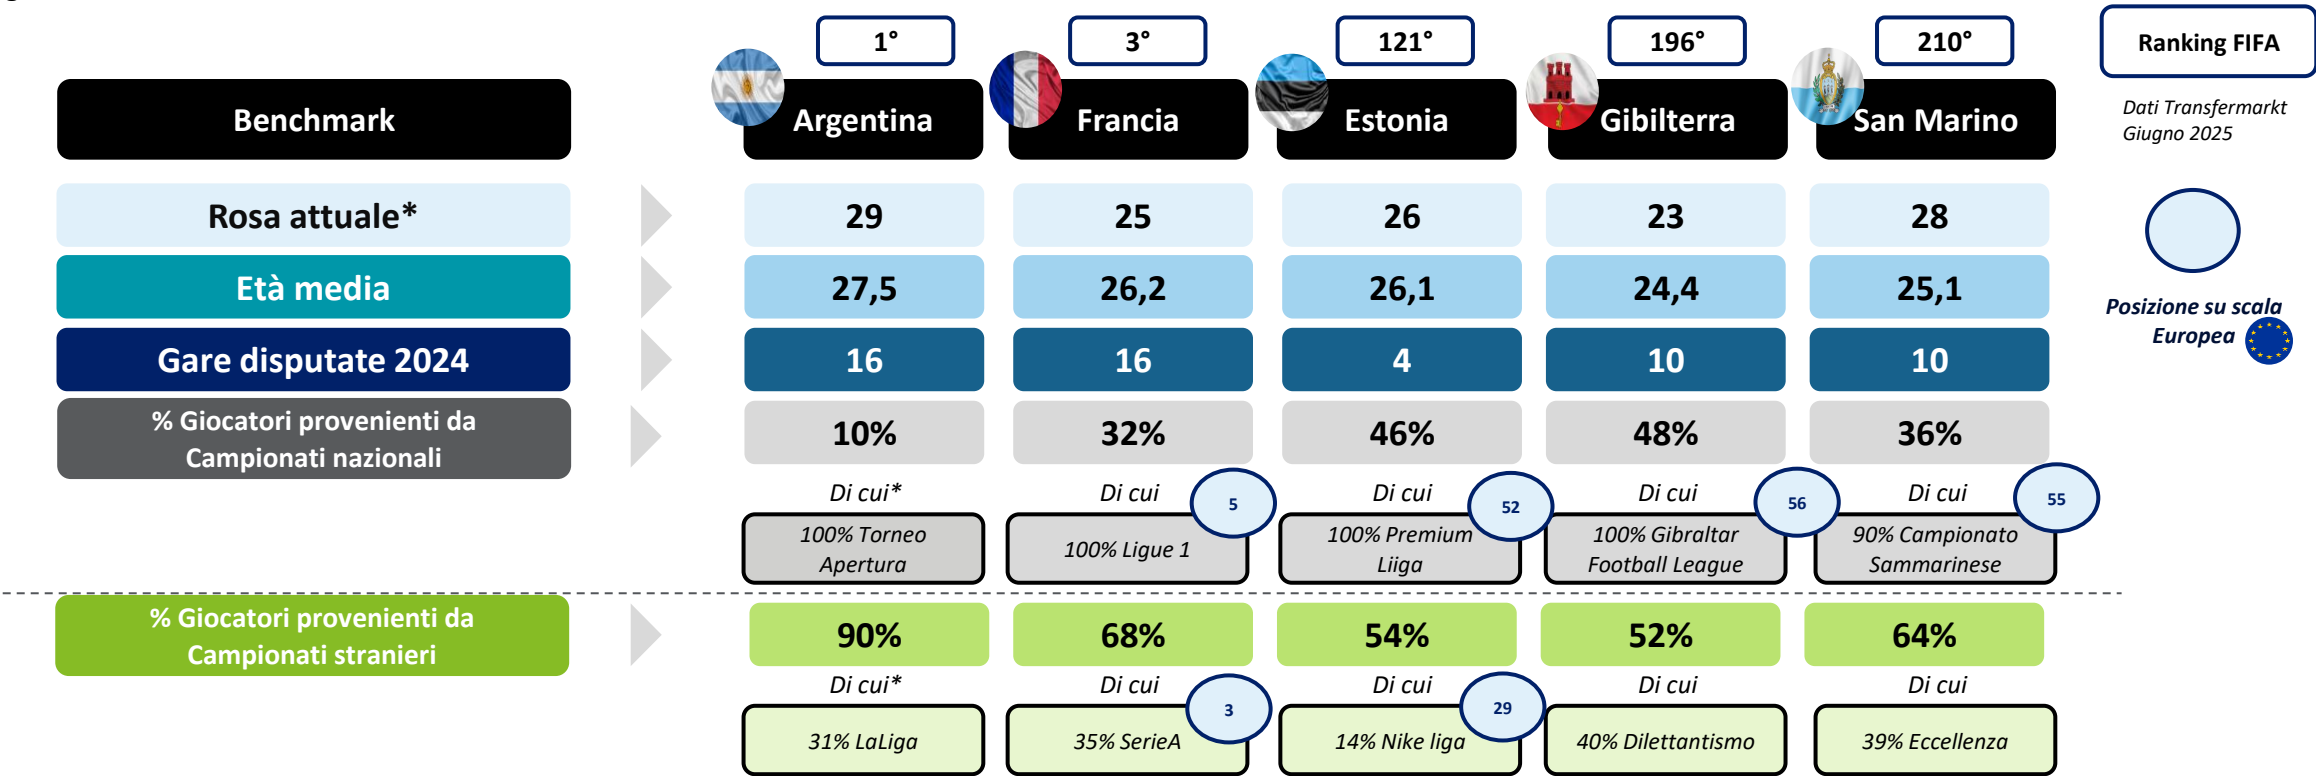 1°
3°
121°
196°
210°
Ranking FIFA
Benchmark
Argentina
Francia
Estonia
Gibilterra
San Marino
Dati Transfermarkt
Giugno 2025
Rosa attuale*
29
25
26
23
28
Età media
27,5
26,2
26,1
24,4
25,1
Posizione su scala
Europea
Gare disputate 2024
16
16
4
10
10
% Giocatori provenienti da
Campionati nazionali
10%
32%
46%
48%
36%
Di cui*
Di cui
5
Di cui
52
Di cui
56
Di cui
55
100% Torneo
Apertura
100% Ligue 1
100% Premium
Liiga
100% Gibraltar
Football League
90% Campionato
Sammarinese
% Giocatori provenienti da
Campionati stranieri
90%
68%
54%
52%
64%
Di cui*
Di cui
3
Di cui
29
Di cui
Di cui
31% LaLiga
35% SerieA
14% Nike liga
40% Dilettantismo
39% Eccellenza